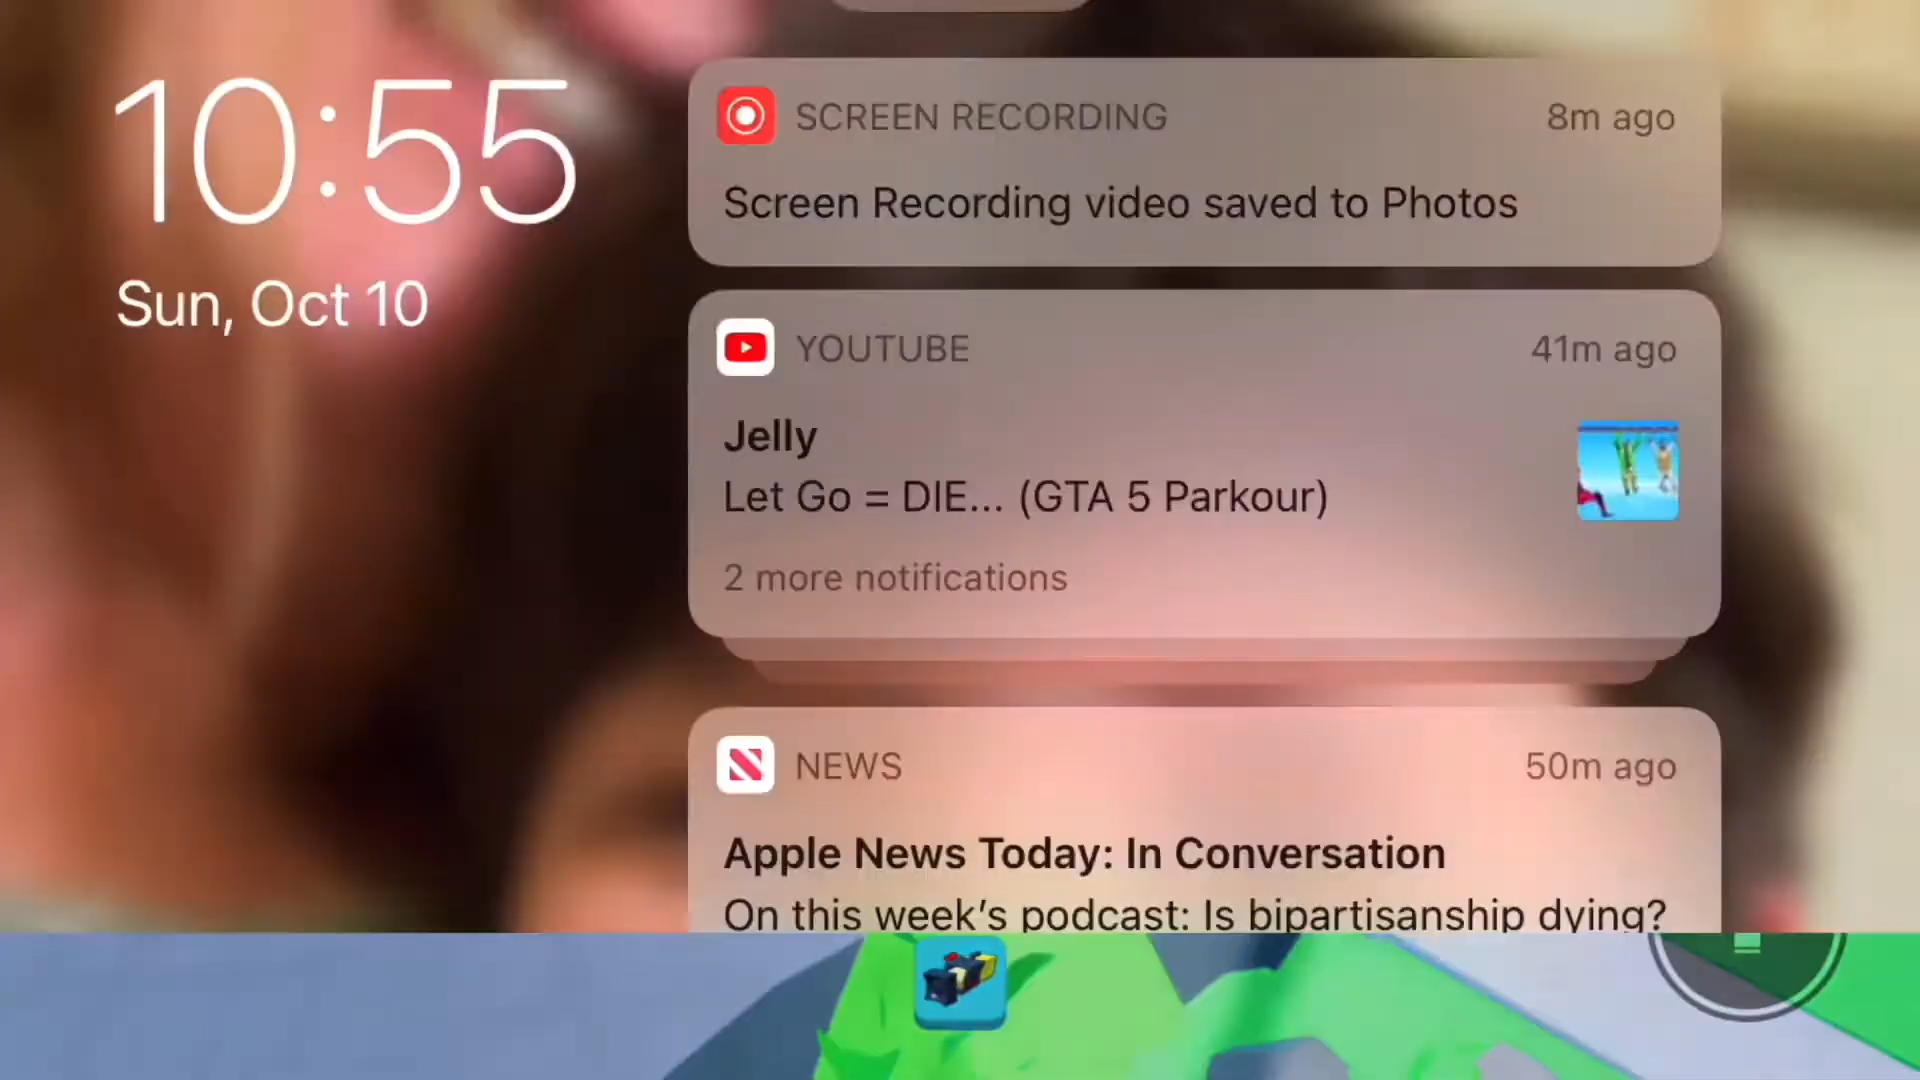 10:55
Sun, Oct 10
SCREEN RECORDING
8m ago
Screen Recording video saved to Photos
YOUTUBE
41m ago
Jelly
Let Go = DIE... (GTA 5 Parkour)
2 more notifications
NEWS
50m ago
Apple News Today: In Conversation
On this week’s podcast: Is bipartisanship dying?